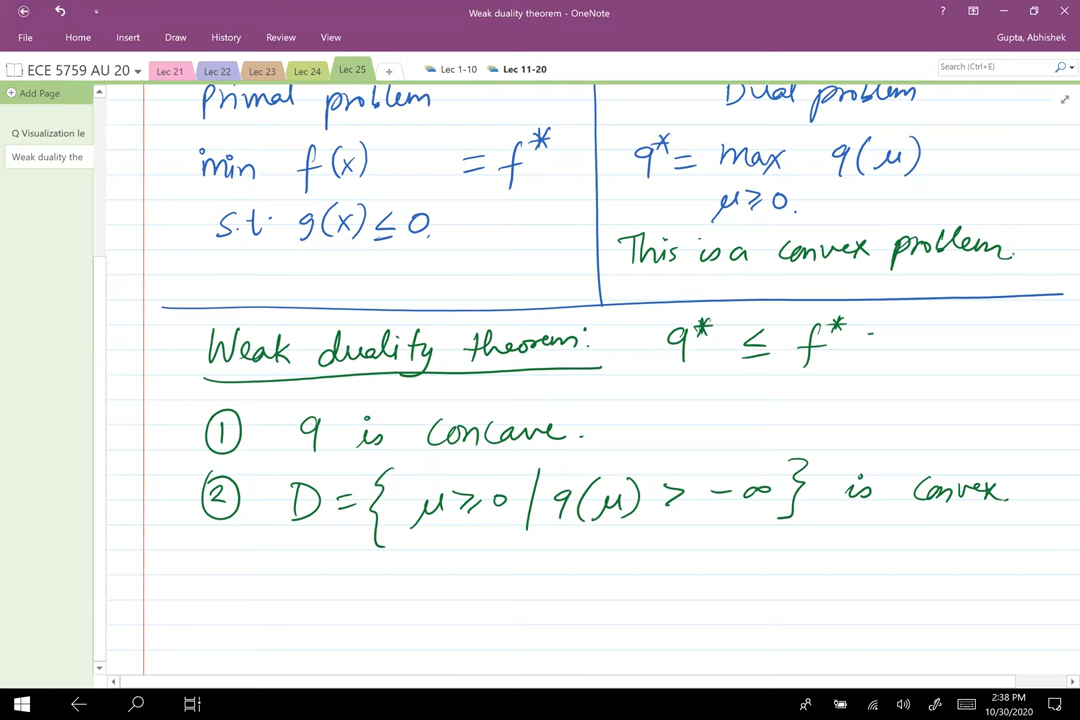 Weak duality theorem - OneNote
File Home Insert Draw History Review View Gupta, Abhishek
ECE 5759 AU 20 Lec 21 Lec 22 Lec 23 Lec 24 Lec 25 + Lec 1-10 Lec 11-20 Search (Ctrl+E)
Add Page
Q Visualization le
Weak duality the
Primal problem
min f(x) = f*
s.t. g(x) ≤ 0.
Dual problem
q* = max q(μ)
μ ≥ 0.
This is a convex problem.
Weak duality theorem: q* ≤ f* -
① q is concave.
② D = { μ ≥ 0 | q(μ) > -∞ } is convex.
2:38 PM
10/30/2020